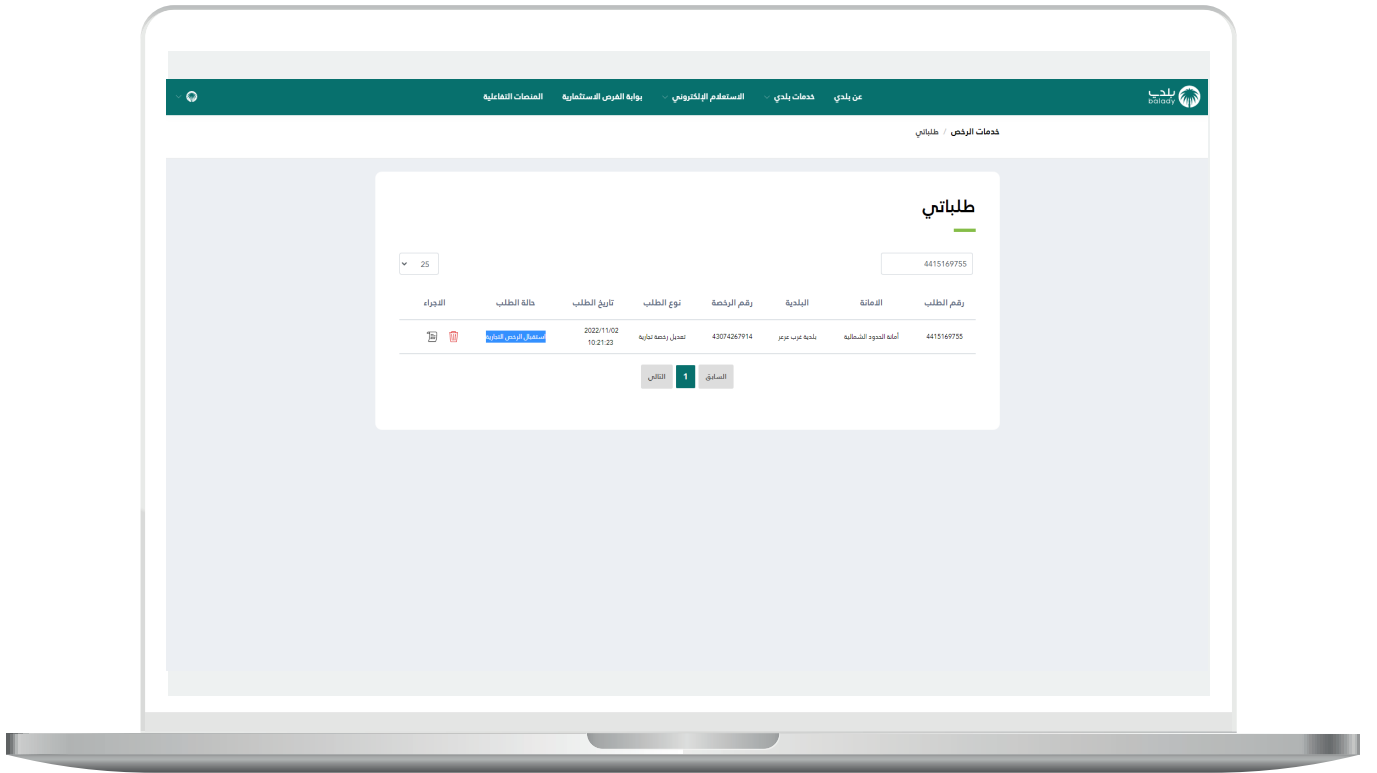 بلدي
balady
عن بلدي
خدمات بلدي
الاستعلام الإلكتروني
بوابة الفرص الاستثمارية
المنصات التفاعلية
خدمات الرخص / طلباتي
طلباتي
4415169755
25
رقم الطلب الامانة البلدية رقم الرخصة نوع الطلب تاريخ الطلب حالة الطلب الاجراء
4415169755 أمانة الحدود الشمالية بلدية غرب عرعر 43074267914 تعديل رخصة تجارية 2022/11/02 10:21:23 استقبال الرخص التجارية
السابق 1 التالي